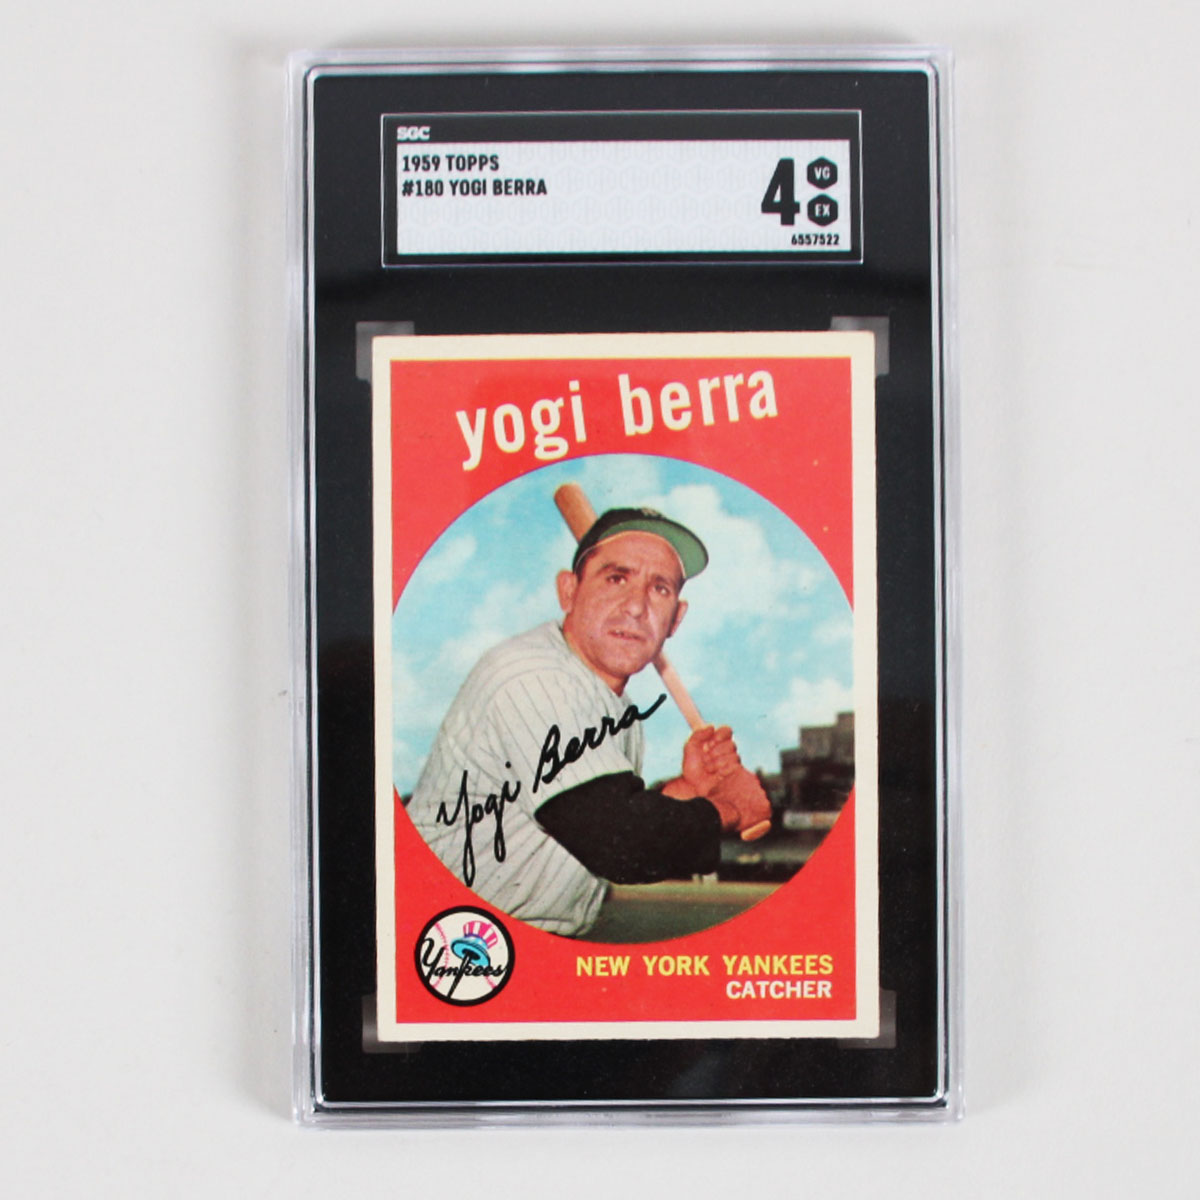 SGC
1959 TOPPS
#180 YOGI BERRA
4 VG
EX
6557522
yogi berra
Yogi Berra
Yankees
NEW YORK YANKEES
CATCHER